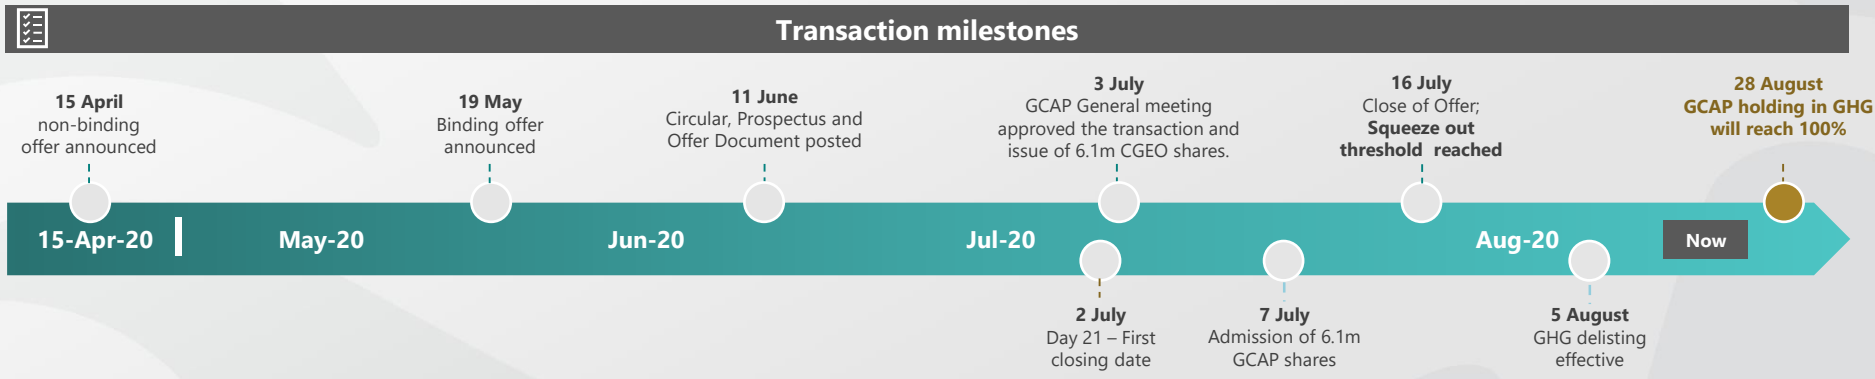 Transaction milestones
15 April
non-binding
offer announced
19 May
Binding offer
announced
11 June
Circular, Prospectus and
Offer Document posted
3 July
GCAP General meeting
approved the transaction and
issue of 6.1m CGEO shares.
16 July
Close of Offer;
Squeeze out
threshold reached
28 August
GCAP holding in GHG
will reach 100%
15-Apr-20
May-20
Jun-20
Jul-20
Aug-20
Now
2 July
Day 21 – First
closing date
7 July
Admission of 6.1m
GCAP shares
5 August
GHG delisting
effective